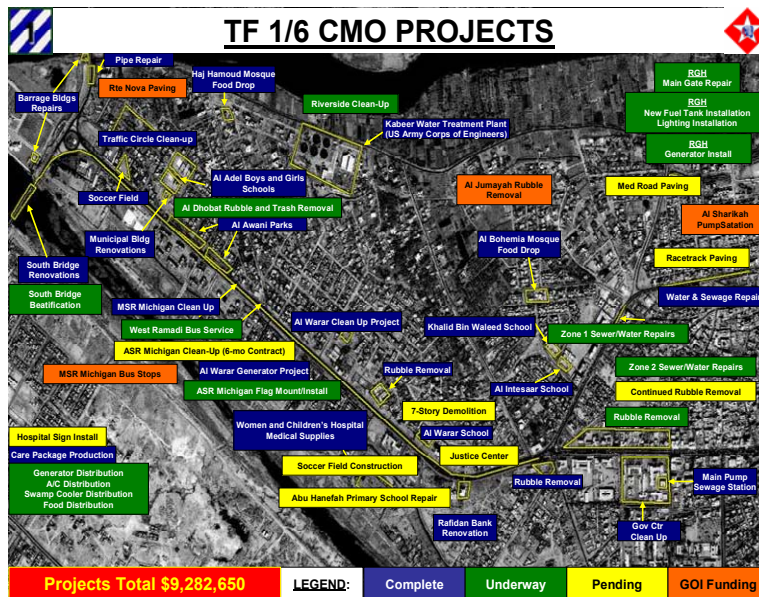 1
TF 1/6 CMO PROJECTS
Pipe Repair
Rte Nova Paving
Haj Hamoud Mosque
Food Drop
Barrage Bldgs
Repairs
Riverside Clean-Up
Kabeer Water Treatment Plant
(US Army Corps of Engineers)
RGH
Main Gate Repair
RGH
New Fuel Tank Installation
Lighting Installation
RGH
Generator Install
Traffic Circle Clean-up
Soccer Field
Al Adel Boys and Girls
Schools
Al Dhobat Rubble and Trash Removal
Al Awani Parks
Municipal Bldg
Renovations
Al Jumayah Rubble
Removal
Med Road Paving
Al Sharikah
PumpSatation
Al Bohemia Mosque
Food Drop
Racetrack Paving
South Bridge
Renovations
South Bridge
Beatification
MSR Michigan Clean Up
Water & Sewage Repair
West Ramadi Bus Service
Al Warar Clean Up Project
Khalid Bin Waleed School
Zone 1 Sewer/Water Repairs
ASR Michigan Clean-Up (6-mo Contract)
MSR Michigan Bus Stops
Al Warar Generator Project
Rubble Removal
Zone 2 Sewer/Water Repairs
ASR Michigan Flag Mount/Install
Al Intesaar School
Continued Rubble Removal
7-Story Demolition
Rubble Removal
Women and Children's Hospital
Medical Supplies
Al Warar School
Hospital Sign Install
Care Package Production
Generator Distribution
A/C Distribution
Swamp Cooler Distribution
Food Distribution
Soccer Field Construction
Justice Center
Abu Hanefah Primary School Repair
Rubble Removal
Main Pump
Sewage Station
Rafidan Bank
Renovation
Gov Ctr
Clean Up
Projects Total $9,282,650
LEGEND:
Complete
Underway
Pending
GOI Funding